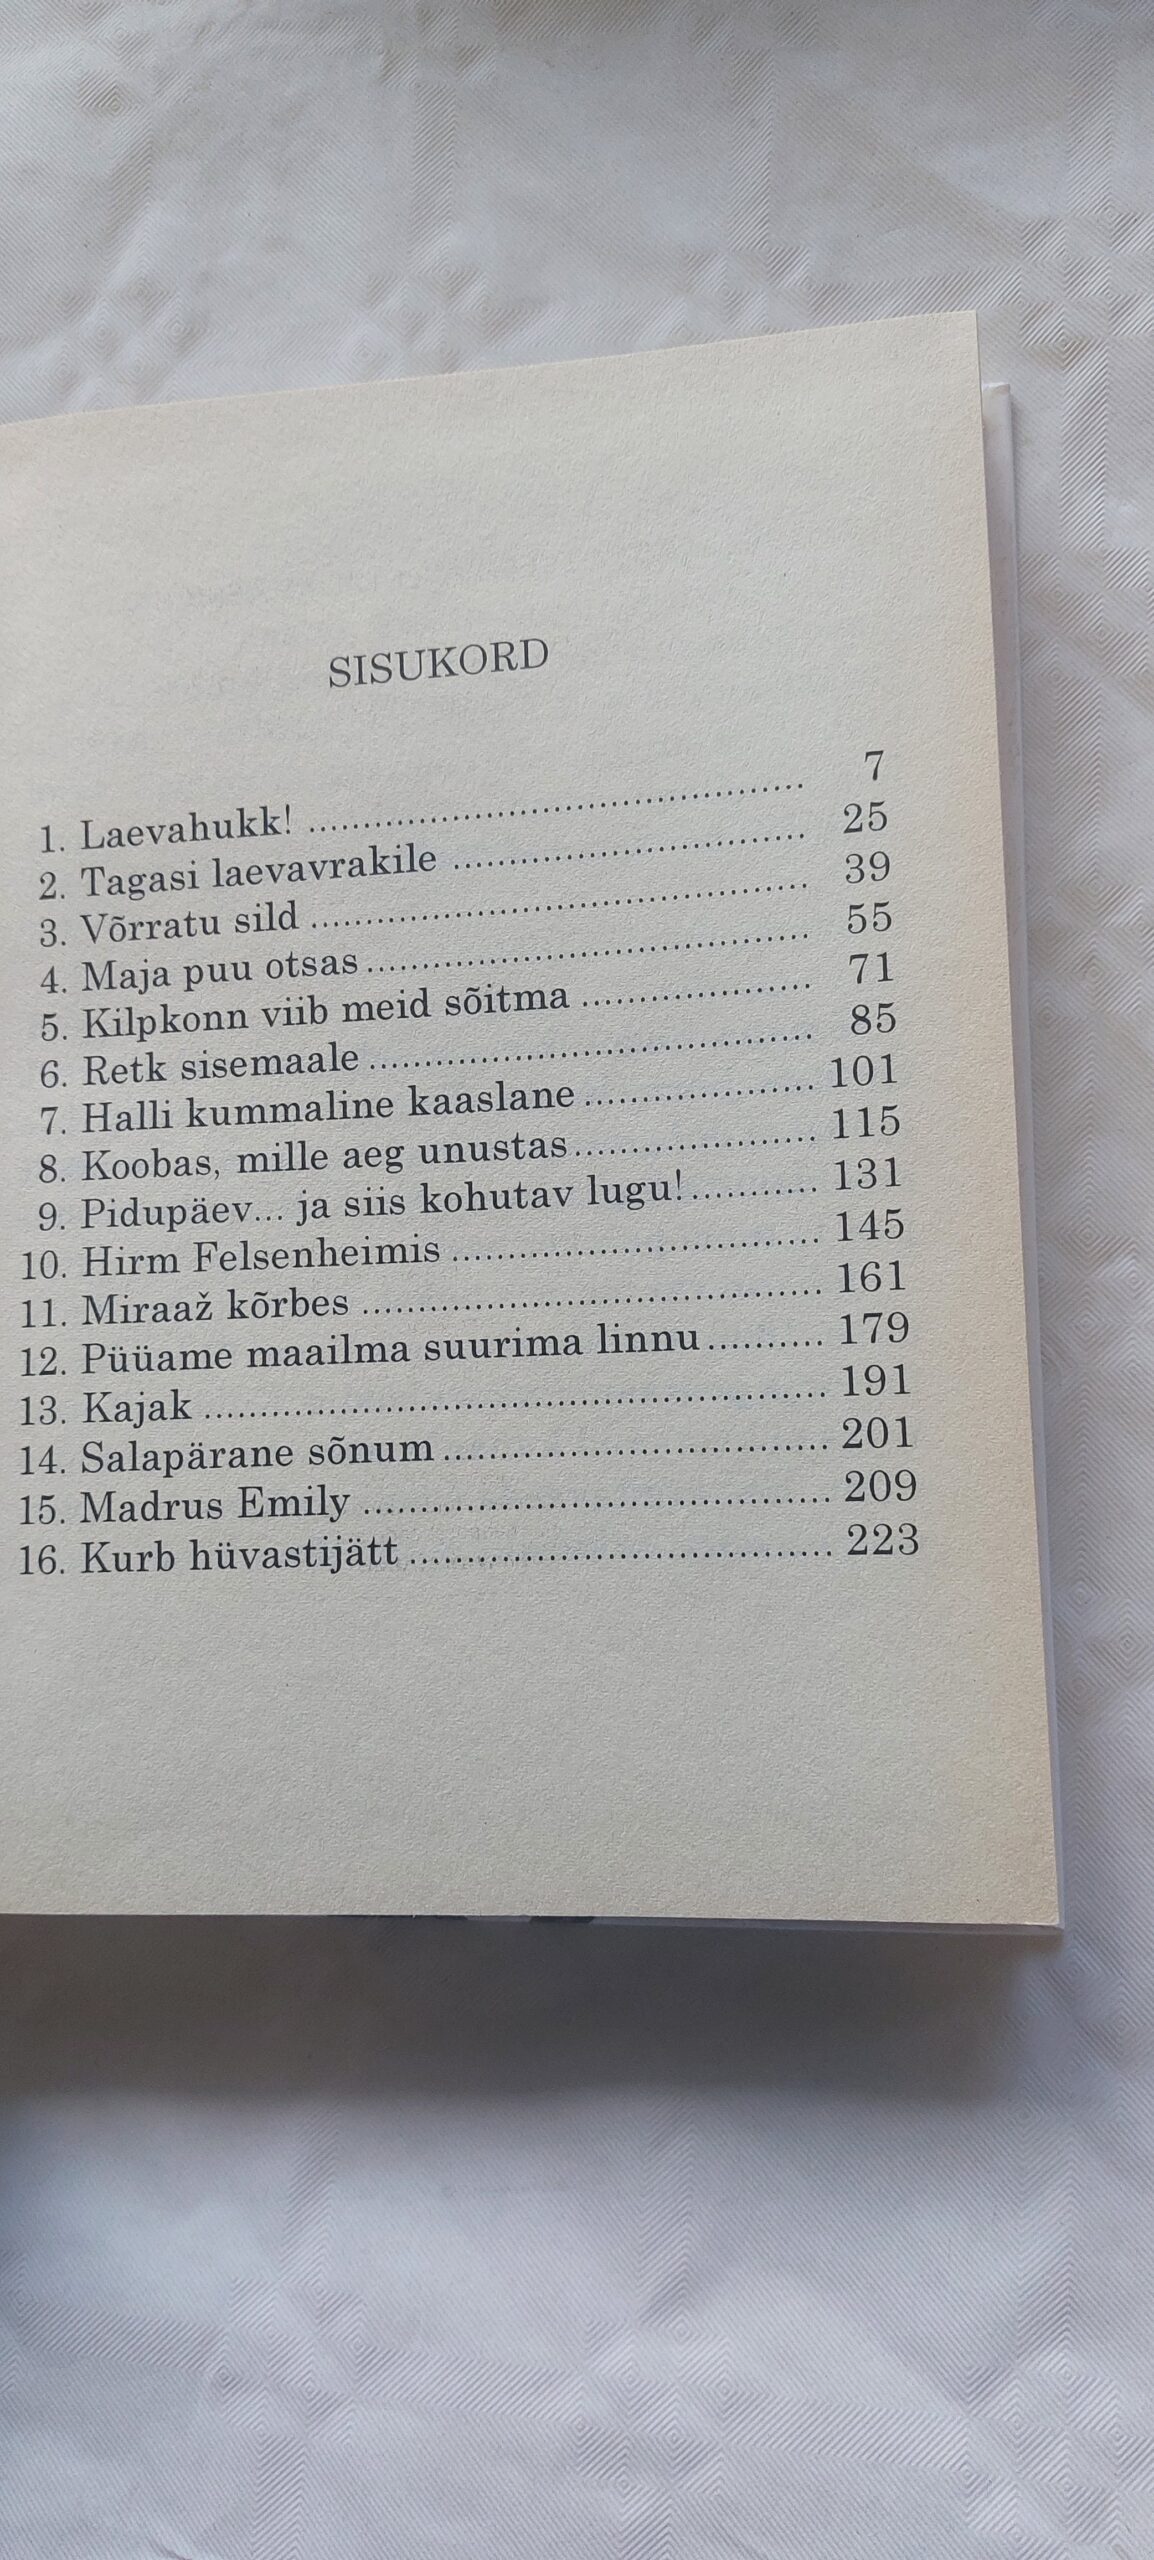 SISUKORD
1. Laevahukk! ........ 7
2. Tagasi laevavrakile ........ 25
3. Võrratu sild ........ 39
4. Maja puu otsas ........ 55
5. Kilpkonn viib meid sõitma ........ 71
6. Retk sisemaale ........ 85
7. Halli kummaline kaaslane ........ 101
8. Koobas, mille aeg unustas ........ 115
9. Pidupäev... ja siis kohutav lugu! ........ 131
10. Hirm Felsenheimis ........ 145
11. Miraaž kõrbes ........ 161
12. Püüame maailma suurima linnu ........ 179
13. Kajak ........ 191
14. Salapärane sõnum ........ 201
15. Madrus Emily ........ 209
16. Kurb hüvastijätt ........ 223